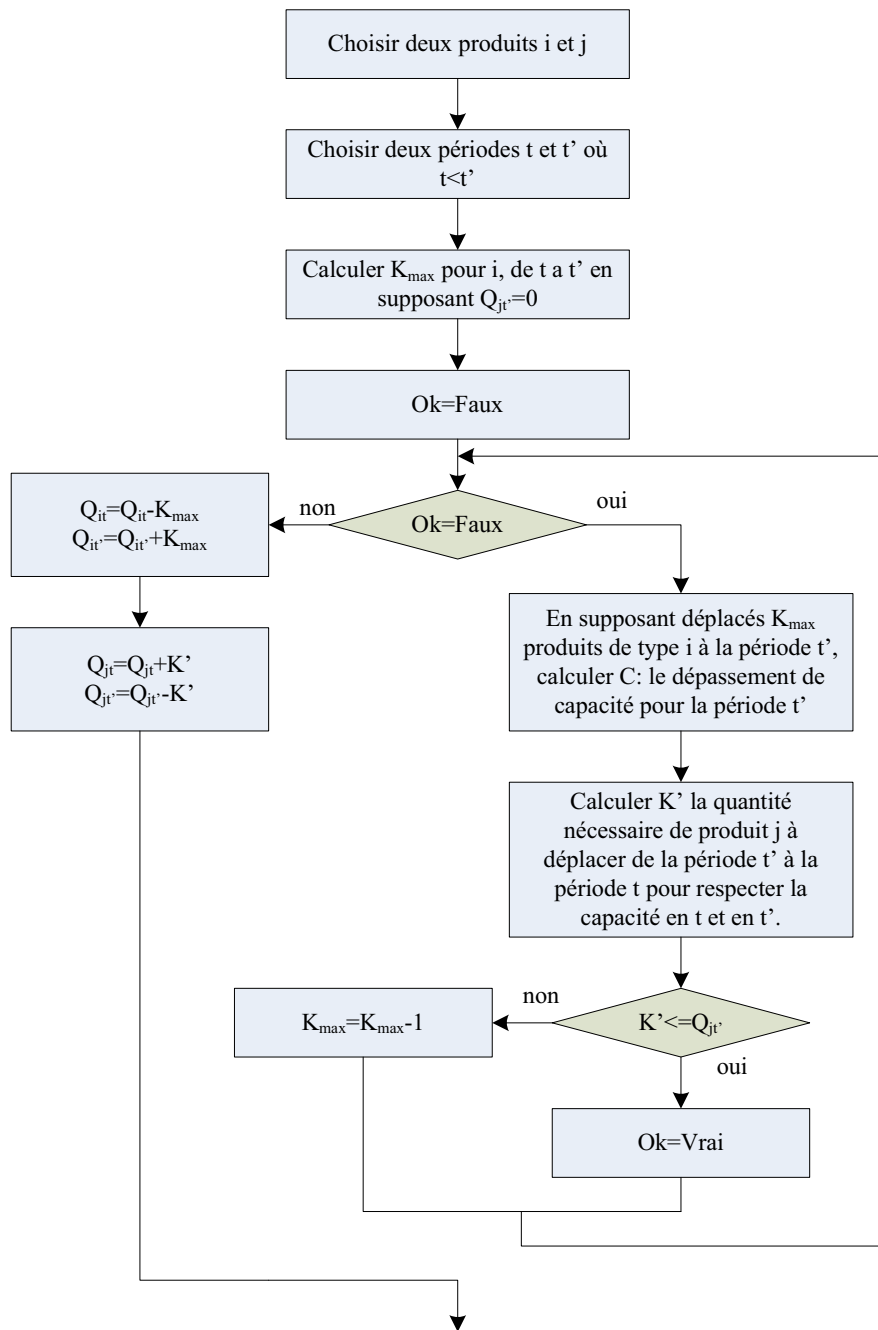 Choisir deux produits i et j
Choisir deux périodes t et t’ où
t<t’
Calculer Kmax pour i, de t a t’ en
supposant Qjt’=0
Ok=Faux
Ok=Faux
non
oui
Qit=Qit-Kmax
Qit’=Qit’+Kmax
Qjt=Qjt+K’
Qjt’=Qjt’-K’
En supposant déplacés Kmax
produits de type i à la période t’,
calculer C: le dépassement de
capacité pour la période t’
Calculer K’ la quantité
nécessaire de produit j à
déplacer de la période t’ à la
période t pour respecter la
capacité en t et en t’.
K’<=Qjt’
non
oui
Kmax=Kmax-1
Ok=Vrai